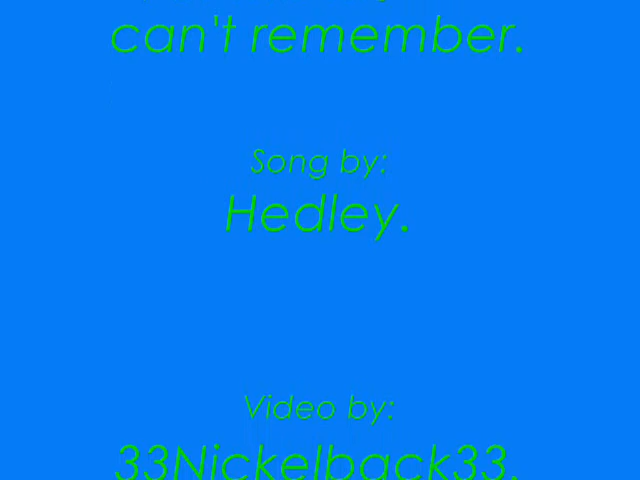 can't remember.
Song by:
Hedley.
Video by:
33Nickelback33.